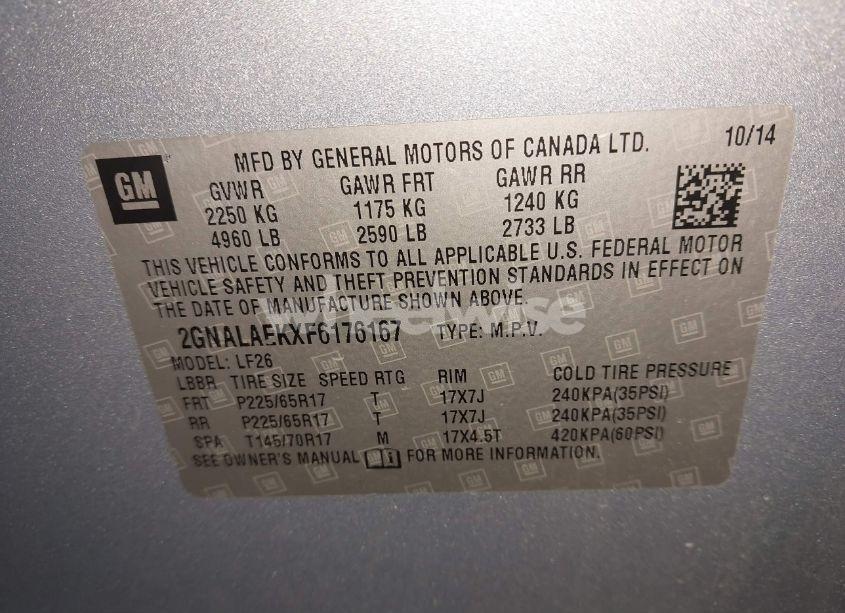 GM
MFD BY GENERAL MOTORS OF CANADA LTD. 10/14
GVWR GAWR FRT GAWR RR
2250 KG 1175 KG 1240 KG
4960 LB 2590 LB 2733 LB
THIS VEHICLE CONFORMS TO ALL APPLICABLE U.S. FEDERAL MOTOR
VEHICLE SAFETY AND THEFT PREVENTION STANDARDS IN EFFECT ON
THE DATE OF MANUFACTURE SHOWN ABOVE.
2GNALAEKXF6176167 TYPE: M.P.V.
MODEL: LF26
LBBR TIRE SIZE SPEED RTG RIM COLD TIRE PRESSURE
FRT P225/65R17 T 17X7J 240KPA(35PSI)
RR P225/65R17 T 17X7J 240KPA(35PSI)
SPA T145/70R17 M 17X4.5T 420KPA(60PSI)
SEE OWNER'S MANUAL FOR MORE INFORMATION.